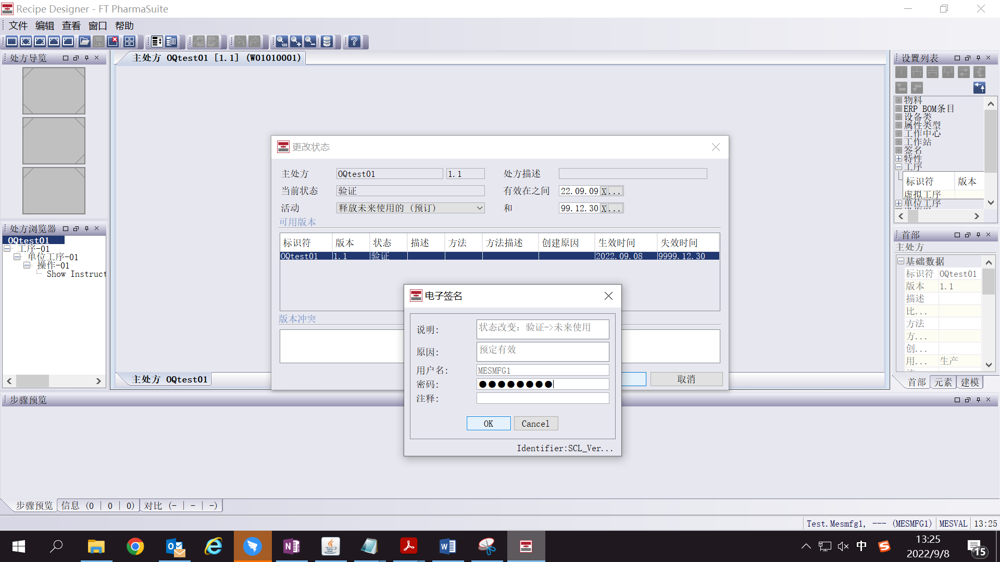 Recipe Designer - FT PharmaSuite
文件 编辑 查看 窗口 帮助
处方导览
主处方 OQtest01 [1.1] (W01010001)
设置列表
物料
ERP BOM条目
设备类
属性类型
工作中心
工作站
签名
特性
工序
标识符 版本
虚拟工序
单位工序
更改状态
主处方 OQtest01 1.1 处方描述
当前状态 验证 有效在之间 22.09.09 X ...
活动 释放未来使用的 (预订) 和 99.12.30 X ...
可用版本
标识符 版本 状态 描述 方法 方法描述 创建原因 生效时间 失效时间
OQtest01 1.1 验证 2022.09.08 9999.12.30
版本冲突
取消
处方浏览器
OQtest01
工序-01
单位工序-01
操作-01
Show Instruct
电子签名
说明: 状态改变: 验证->未来使用
原因: 预定有效
用户名: MESMFG1
密码: ●●●●●●●●
注释:
OK Cancel
Identifier:SCL_Ver...
首部
主处方
基础数据
标识符 OQtest01
版本 1.1
描述
比...
方法
方...
创...
用... 生产
首部 元素 建模
主处方 OQtest01
步骤预览
步骤预览 信息 (0 | 0 | 0) 对比 (- | - | -)
Test.Mesmfg1, --- (MESMFG1) MESVAL 13:25
中 13:25
2022/9/8
15